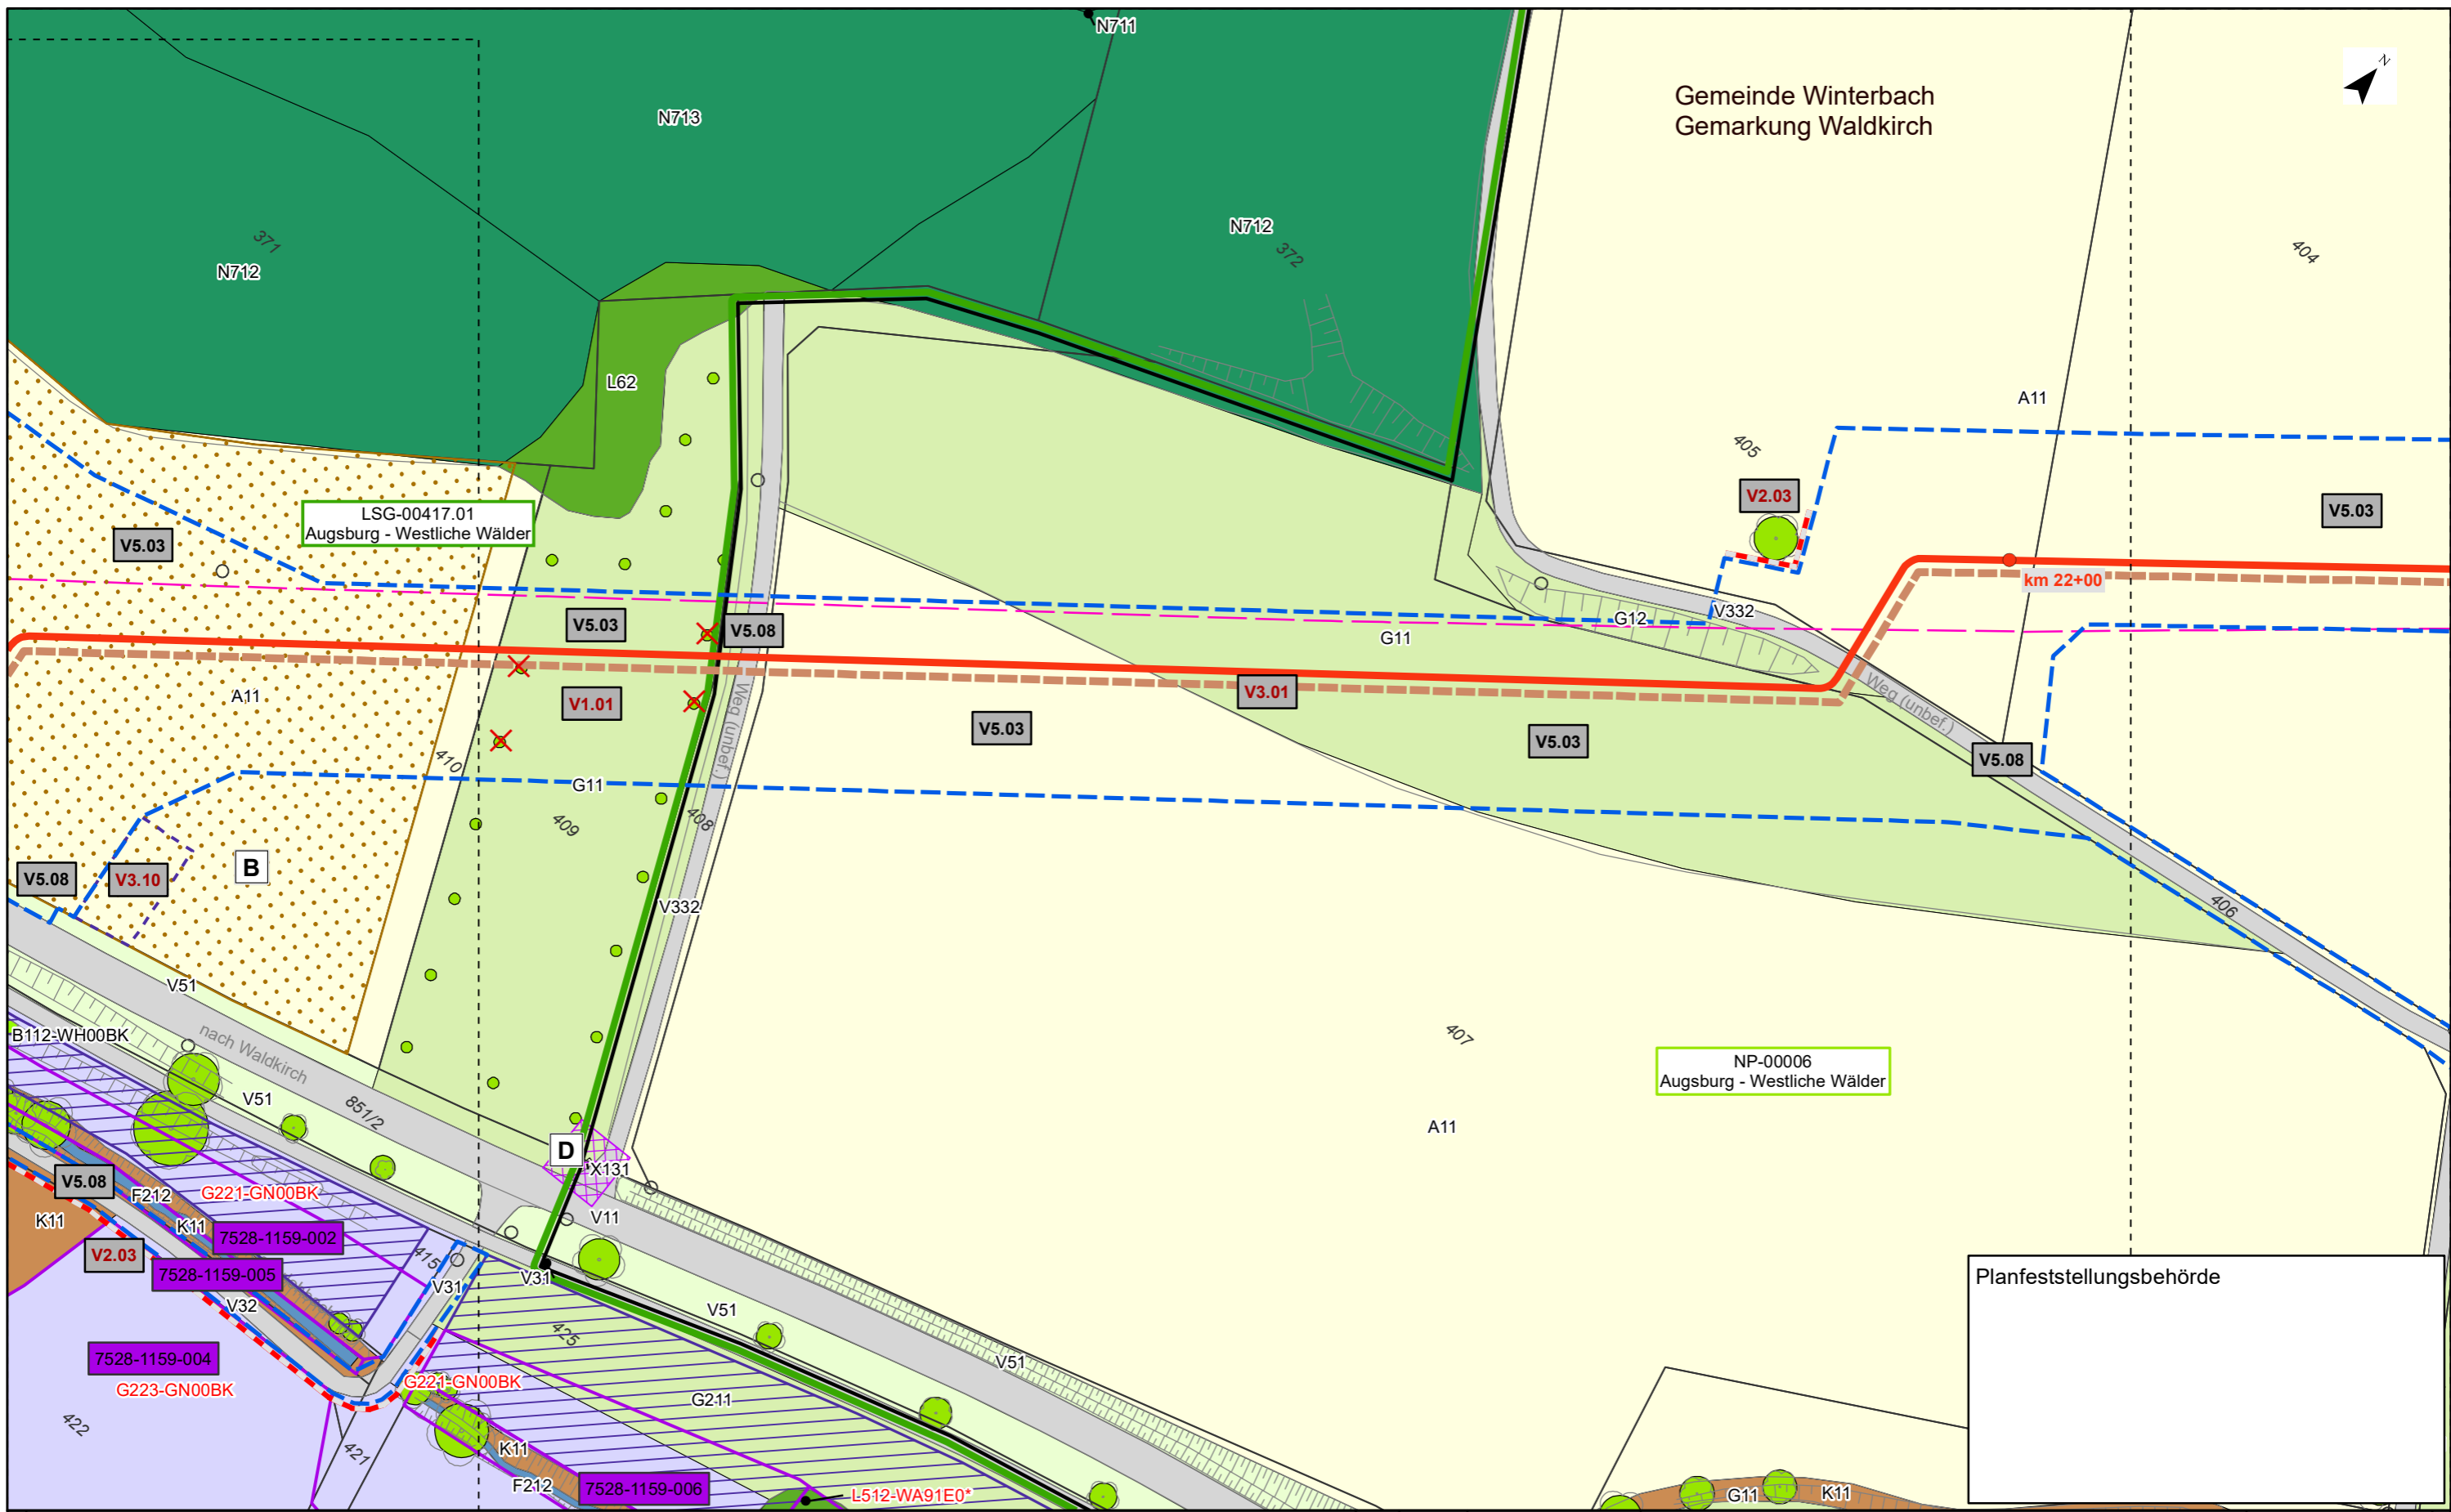 N711
N
Gemeinde Winterbach
Gemarkung Waldkirch
N713
N712
372
371
N712
404
L62
A11
405
V2.03
V5.03
LSG-00417.01
Augsburg - Westliche Wälder
V5.03
km 22+00
V5.03
V5.08
G11
G12
V332
A11
V1.01
V3.01
Weg (unbef.)
Weg (unbef.)
V5.03
V5.03
V5.08
410
G11
409
408
B
V5.08
V3.10
V332
406
V51
407
B112-WH00BK
nach Waldkirch
NP-00006
Augsburg - Westliche Wälder
V51
851/2
A11
D
X131
V5.08
F212
G221-GN00BK
K11
K11
V11
7528-1159-002
V2.03
415
7528-1159-005
V31
V31
Planfeststellungsbehörde
V32
V51
425
7528-1159-004
G223-GN00BK
V51
G221-GN00BK
G211
422
421
K11
F212
7528-1159-006
L512-WA91E0*
G11
K11